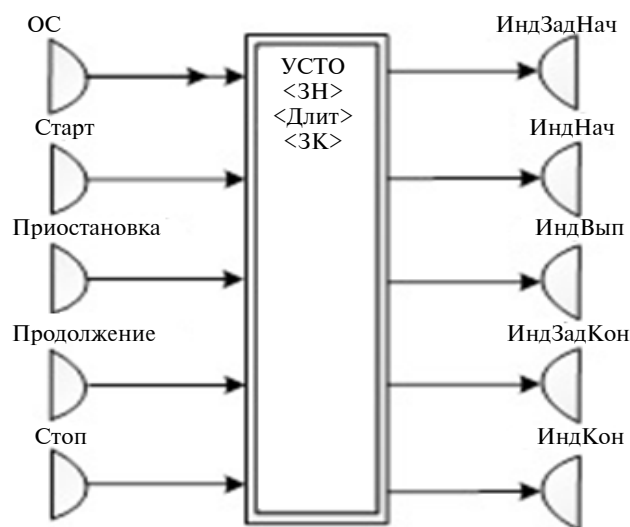 ОС
Старт
Приостановка
Продолжение
Стоп
УСТО
<ЗН>
<Длит>
<ЗК>
ИндЗадНач
ИндНач
ИндВып
ИндЗадКон
ИндКон